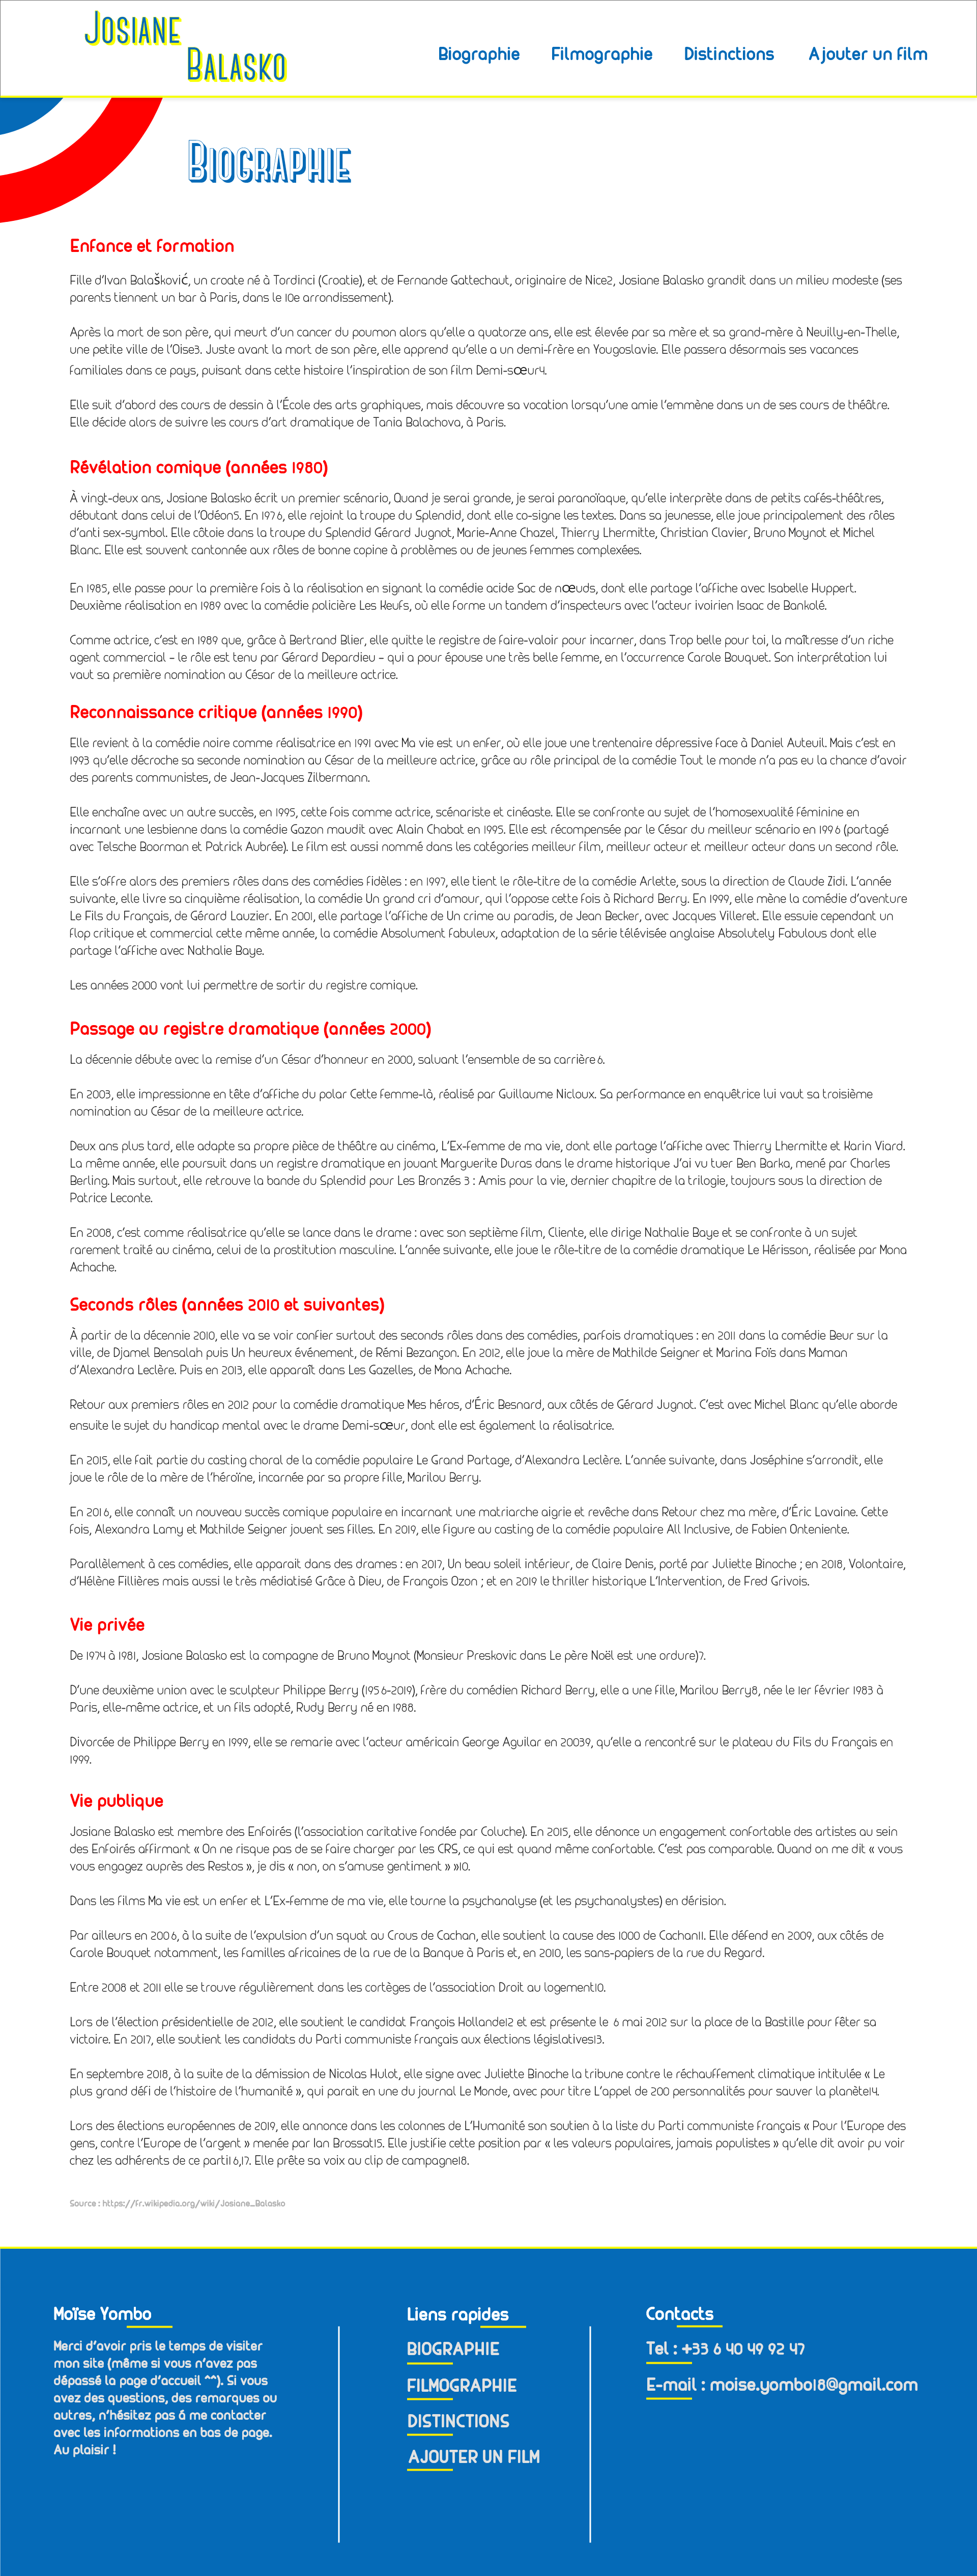 Josiane
Balasko
Biographie
Filmographie
Distinctions
Ajouter un film
Biographie
Enfance et formation
Fille d'Ivan Balašković, un croate né à Tordinci (Croatie), et de Fernande Gattechaut, originaire de Nice2, Josiane Balasko grandit dans un milieu modeste (ses
parents tiennent un bar à Paris, dans le 10e arrondissement).
Après la mort de son père, qui meurt d'un cancer du poumon alors qu'elle a quatorze ans, elle est élevée par sa mère et sa grand-mère à Neuilly-en-Thelle,
une petite ville de l'Oise3. Juste avant la mort de son père, elle apprend qu'elle a un demi-frère en Yougoslavie. Elle passera désormais ses vacances
familiales dans ce pays, puisant dans cette histoire l'inspiration de son film Demi-sœur4.
Elle suit d'abord des cours de dessin à l'École des arts graphiques, mais découvre sa vocation lorsqu'une amie l'emmène dans un de ses cours de théâtre.
Elle décide alors de suivre les cours d'art dramatique de Tania Balachova, à Paris.
Révélation comique (années 1980)
À vingt-deux ans, Josiane Balasko écrit un premier scénario, Quand je serai grande, je serai paranoïaque, qu'elle interprète dans de petits cafés-théâtres,
débutant dans celui de l'Odéon5. En 1976, elle rejoint la troupe du Splendid, dont elle co-signe les textes. Dans sa jeunesse, elle joue principalement des rôles
d'anti sex-symbol. Elle côtoie dans la troupe du Splendid Gérard Jugnot, Marie-Anne Chazel, Thierry Lhermitte, Christian Clavier, Bruno Moynot et Michel
Blanc. Elle est souvent cantonnée aux rôles de bonne copine à problèmes ou de jeunes femmes complexées.
En 1985, elle passe pour la première fois à la réalisation en signant la comédie acide Sac de nœuds, dont elle partage l'affiche avec Isabelle Huppert.
Deuxième réalisation en 1989 avec la comédie policière Les Keufs, où elle forme un tandem d'inspecteurs avec l'acteur ivoirien Isaac de Bankolé.
Comme actrice, c'est en 1989 que, grâce à Bertrand Blier, elle quitte le registre de faire-valoir pour incarner, dans Trop belle pour toi, la maîtresse d'un riche
agent commercial – le rôle est tenu par Gérard Depardieu – qui a pour épouse une très belle femme, en l'occurrence Carole Bouquet. Son interprétation lui
vaut sa première nomination au César de la meilleure actrice.
Reconnaissance critique (années 1990)
Elle revient à la comédie noire comme réalisatrice en 1991 avec Ma vie est un enfer, où elle joue une trentenaire dépressive face à Daniel Auteuil. Mais c'est en
1993 qu'elle décroche sa seconde nomination au César de la meilleure actrice, grâce au rôle principal de la comédie Tout le monde n'a pas eu la chance d'avoir
des parents communistes, de Jean-Jacques Zilbermann.
Elle enchaîne avec un autre succès, en 1995, cette fois comme actrice, scénariste et cinéaste. Elle se confronte au sujet de l'homosexualité féminine en
incarnant une lesbienne dans la comédie Gazon maudit avec Alain Chabat en 1995. Elle est récompensée par le César du meilleur scénario en 1996 (partagé
avec Telsche Boorman et Patrick Aubrée). Le film est aussi nommé dans les catégories meilleur film, meilleur acteur et meilleur acteur dans un second rôle.
Elle s'offre alors des premiers rôles dans des comédies fidèles : en 1997, elle tient le rôle-titre de la comédie Arlette, sous la direction de Claude Zidi. L'année
suivante, elle livre sa cinquième réalisation, la comédie Un grand cri d'amour, qui l'oppose cette fois à Richard Berry. En 1999, elle mène la comédie d'aventure
Le Fils du Français, de Gérard Lauzier. En 2001, elle partage l'affiche de Un crime au paradis, de Jean Becker, avec Jacques Villeret. Elle essuie cependant un
flop critique et commercial cette même année, la comédie Absolument fabuleux, adaptation de la série télévisée anglaise Absolutely Fabulous dont elle
partage l'affiche avec Nathalie Baye.
Les années 2000 vont lui permettre de sortir du registre comique.
Passage au registre dramatique (années 2000)
La décennie débute avec la remise d'un César d'honneur en 2000, saluant l'ensemble de sa carrière6.
En 2003, elle impressionne en tête d'affiche du polar Cette femme-là, réalisé par Guillaume Nicloux. Sa performance en enquêtrice lui vaut sa troisième
nomination au César de la meilleure actrice.
Deux ans plus tard, elle adapte sa propre pièce de théâtre au cinéma, L'Ex-femme de ma vie, dont elle partage l'affiche avec Thierry Lhermitte et Karin Viard.
La même année, elle poursuit dans un registre dramatique en jouant Marguerite Duras dans le drame historique J'ai vu tuer Ben Barka, mené par Charles
Berling. Mais surtout, elle retrouve la bande du Splendid pour Les Bronzés 3 : Amis pour la vie, dernier chapitre de la trilogie, toujours sous la direction de
Patrice Leconte.
En 2008, c'est comme réalisatrice qu'elle se lance dans le drame : avec son septième film, Cliente, elle dirige Nathalie Baye et se confronte à un sujet
rarement traité au cinéma, celui de la prostitution masculine. L'année suivante, elle joue le rôle-titre de la comédie dramatique Le Hérisson, réalisée par Mona
Achache.
Seconds rôles (années 2010 et suivantes)
À partir de la décennie 2010, elle va se voir confier surtout des seconds rôles dans des comédies, parfois dramatiques : en 2011 dans la comédie Beur sur la
ville, de Djamel Bensalah puis Un heureux événement, de Rémi Bezançon. En 2012, elle joue la mère de Mathilde Seigner et Marina Foïs dans Maman
d'Alexandra Leclère. Puis en 2013, elle apparaît dans Les Gazelles, de Mona Achache.
Retour aux premiers rôles en 2012 pour la comédie dramatique Mes héros, d'Éric Besnard, aux côtés de Gérard Jugnot. C'est avec Michel Blanc qu'elle aborde
ensuite le sujet du handicap mental avec le drame Demi-sœur, dont elle est également la réalisatrice.
En 2015, elle fait partie du casting choral de la comédie populaire Le Grand Partage, d'Alexandra Leclère. L'année suivante, dans Joséphine s'arrondit, elle
joue le rôle de la mère de l'héroïne, incarnée par sa propre fille, Marilou Berry.
En 2016, elle connaît un nouveau succès comique populaire en incarnant une matriarche aigrie et revêche dans Retour chez ma mère, d'Éric Lavaine. Cette
fois, Alexandra Lamy et Mathilde Seigner jouent ses filles. En 2019, elle figure au casting de la comédie populaire All Inclusive, de Fabien Onteniente.
Parallèlement à ces comédies, elle apparait dans des drames : en 2017, Un beau soleil intérieur, de Claire Denis, porté par Juliette Binoche ; en 2018, Volontaire,
d'Hélène Fillières mais aussi le très médiatisé Grâce à Dieu, de François Ozon ; et en 2019 le thriller historique L'Intervention, de Fred Grivois.
Vie privée
De 1974 à 1981, Josiane Balasko est la compagne de Bruno Moynot (Monsieur Preskovic dans Le père Noël est une ordure)7.
D'une deuxième union avec le sculpteur Philippe Berry (1956-2019), frère du comédien Richard Berry, elle a une fille, Marilou Berry8, née le 1er février 1983 à
Paris, elle-même actrice, et un fils adopté, Rudy Berry né en 1988.
Divorcée de Philippe Berry en 1999, elle se remarie avec l'acteur américain George Aguilar en 20039, qu'elle a rencontré sur le plateau du Fils du Français en
1999.
Vie publique
Josiane Balasko est membre des Enfoirés (l'association caritative fondée par Coluche). En 2015, elle dénonce un engagement confortable des artistes au sein
des Enfoirés affirmant « On ne risque pas de se faire charger par les CRS, ce qui est quand même confortable. C'est pas comparable. Quand on me dit « vous
vous engagez auprès des Restos », je dis « non, on s'amuse gentiment » »10.
Dans les films Ma vie est un enfer et L'Ex-femme de ma vie, elle tourne la psychanalyse (et les psychanalystes) en dérision.
Par ailleurs en 2006, à la suite de l'expulsion d'un squat au Crous de Cachan, elle soutient la cause des 1000 de Cachan11. Elle défend en 2009, aux côtés de
Carole Bouquet notamment, les familles africaines de la rue de la Banque à Paris et, en 2010, les sans-papiers de la rue du Regard.
Entre 2008 et 2011 elle se trouve régulièrement dans les cortèges de l'association Droit au logement10.
Lors de l'élection présidentielle de 2012, elle soutient le candidat François Hollande12 et est présente le 6 mai 2012 sur la place de la Bastille pour fêter sa
victoire. En 2017, elle soutient les candidats du Parti communiste français aux élections législatives13.
En septembre 2018, à la suite de la démission de Nicolas Hulot, elle signe avec Juliette Binoche la tribune contre le réchauffement climatique intitulée « Le
plus grand défi de l'histoire de l'humanité », qui parait en une du journal Le Monde, avec pour titre L'appel de 200 personnalités pour sauver la planète14.
Lors des élections européennes de 2019, elle annonce dans les colonnes de L'Humanité son soutien à la liste du Parti communiste français « Pour l'Europe des
gens, contre l'Europe de l'argent » menée par Ian Brossat15. Elle justifie cette position par « les valeurs populaires, jamais populistes » qu'elle dit avoir pu voir
chez les adhérents de ce parti16,17. Elle prête sa voix au clip de campagne18.
Source : https://fr.wikipedia.org/wiki/Josiane_Balasko
Moïse Yombo
Merci d'avoir pris le temps de visiter
mon site (même si vous n'avez pas
dépassé la page d'accueil ^^). Si vous
avez des questions, des remarques ou
autres, n'hésitez pas á me contacter
avec les informations en bas de page.
Au plaisir !
Liens rapides
BIOGRAPHIE
FILMOGRAPHIE
DISTINCTIONS
AJOUTER UN FILM
Contacts
Tel : +33 6 40 49 92 47
E-mail : moise.yombo18@gmail.com